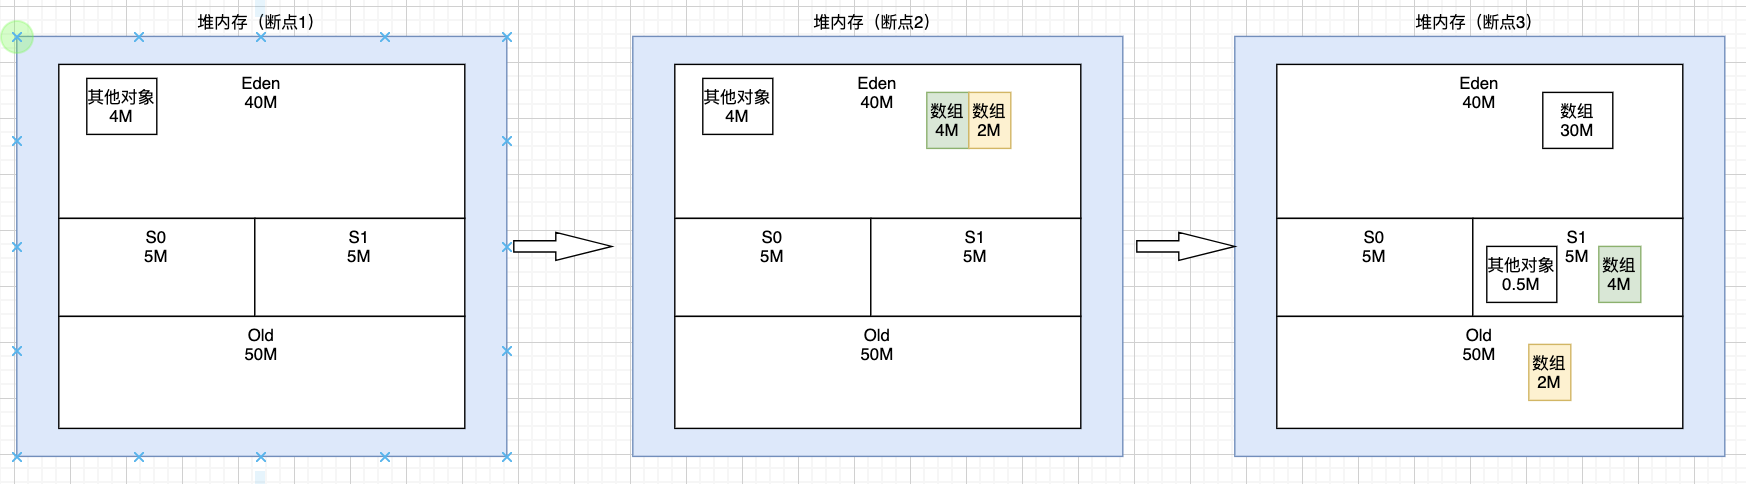 堆内存（断点1）
其他对象
4M
Eden
40M
S0
5M
S1
5M
Old
50M
堆内存（断点2）
其他对象
4M
Eden
40M
数组
4M
数组
2M
S0
5M
S1
5M
Old
50M
堆内存（断点3）
Eden
40M
数组
30M
S0
5M
S1
5M
其他对象
0.5M
数组
4M
Old
50M
数组
2M